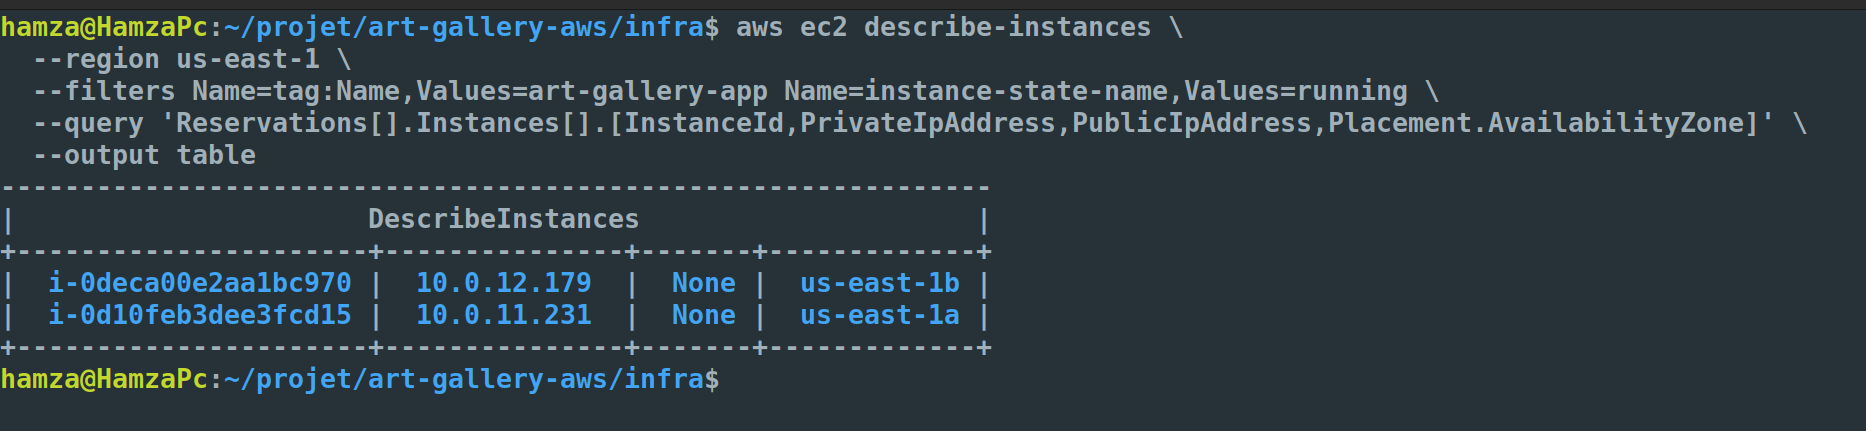 hamza@HamzaPc:~/projet/art-gallery-aws/infra$ aws ec2 describe-instances \
  --region us-east-1 \
  --filters Name=tag:Name,Values=art-gallery-app Name=instance-state-name,Values=running \
  --query 'Reservations[].Instances[].[InstanceId,PrivateIpAddress,PublicIpAddress,Placement.AvailabilityZone]' \
  --output table
--------------------------------------------------------------
|                      DescribeInstances                     |
+----------------------+---------------+-------+-------------+
|  i-0deca00e2aa1bc970 |  10.0.12.179  |  None |  us-east-1b |
|  i-0d10feb3dee3fcd15 |  10.0.11.231  |  None |  us-east-1a |
+----------------------+---------------+-------+-------------+
hamza@HamzaPc:~/projet/art-gallery-aws/infra$